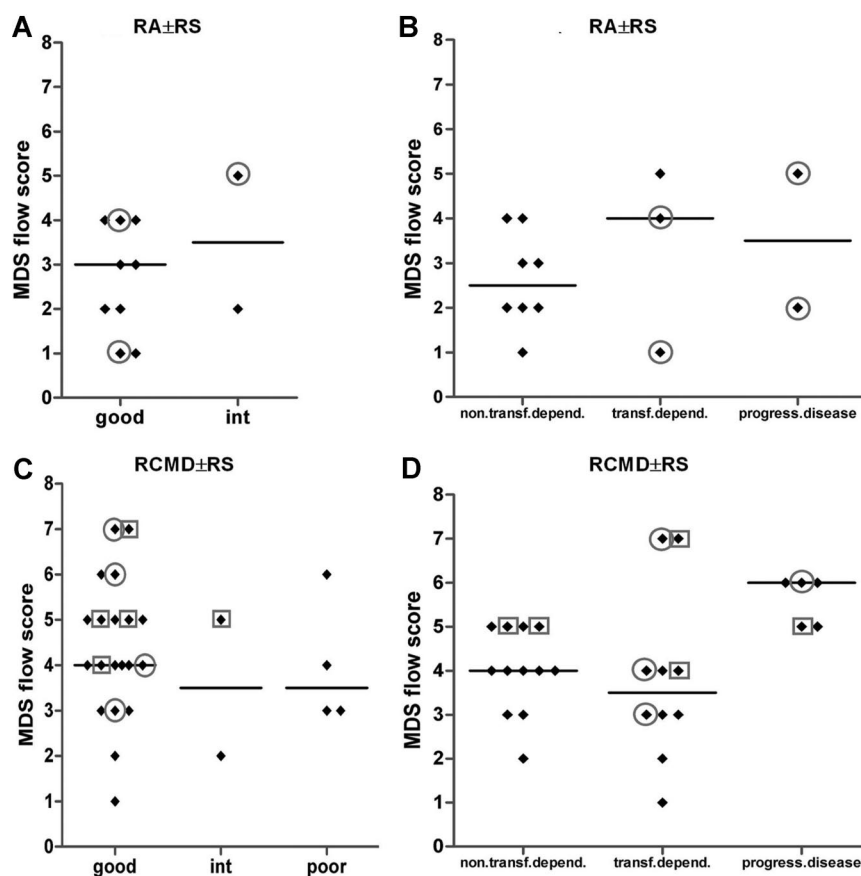 A
RA±RS
MDS flow score
8
7
6
5
4
3
2
1
0
good int
B
RA±RS
MDS flow score
8
7
6
5
4
3
2
1
0
non.transf.depend. transf.depend. progress.disease
C
RCMD±RS
MDS flow score
8
7
6
5
4
3
2
1
0
good int poor
D
RCMD±RS
MDS flow score
8
7
6
5
4
3
2
1
0
non.transf.depend. transf.depend. progress.disease